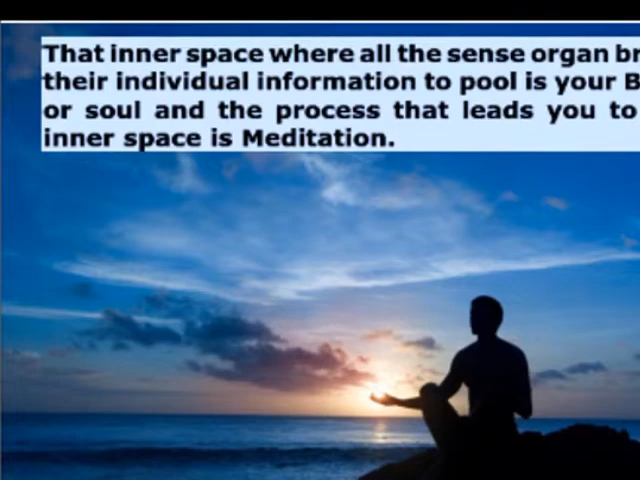 That inner space where all the sense organ
their individual information to pool is your
or soul and the process that leads you to
inner space is Meditation.